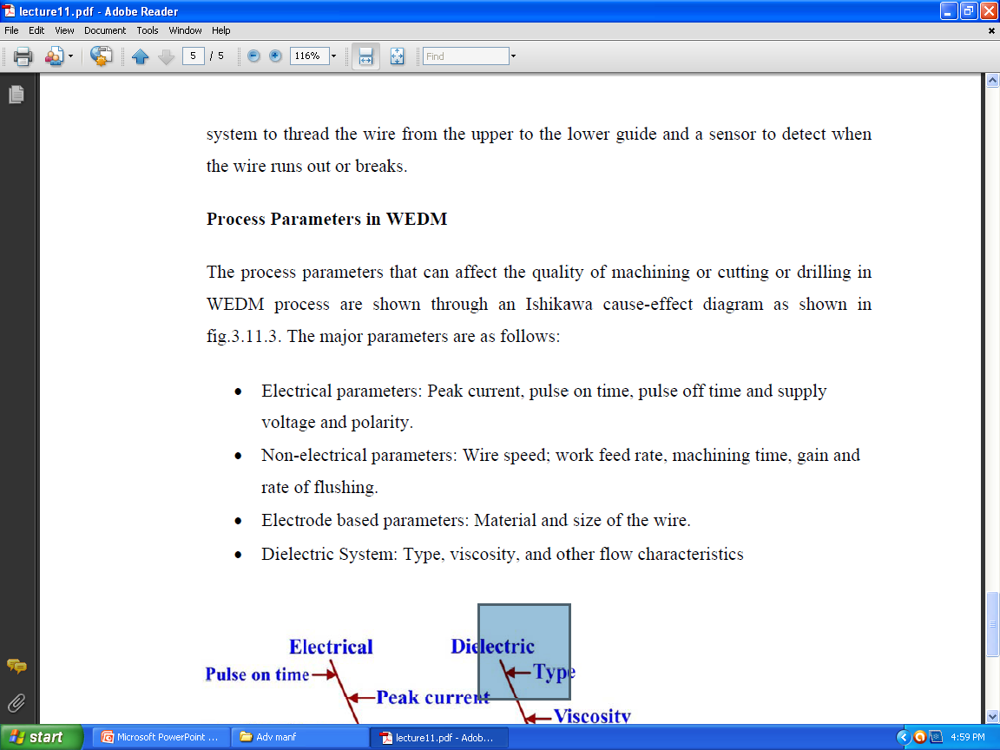 lecture11.pdf - Adobe Reader
File Edit View Document Tools Window Help
5 / 5 116% Find
system to thread the wire from the upper to the lower guide and a sensor to detect when
the wire runs out or breaks.
Process Parameters in WEDM
The process parameters that can affect the quality of machining or cutting or drilling in
WEDM process are shown through an Ishikawa cause-effect diagram as shown in
fig.3.11.3. The major parameters are as follows:
• Electrical parameters: Peak current, pulse on time, pulse off time and supply
voltage and polarity.
• Non-electrical parameters: Wire speed; work feed rate, machining time, gain and
rate of flushing.
• Electrode based parameters: Material and size of the wire.
• Dielectric System: Type, viscosity, and other flow characteristics
Electrical Dielectric
Pulse on time Type
Peak current
Viscosity
start Microsoft PowerPoint ... Adv manf lecture11.pdf - Adob... 4:59 PM